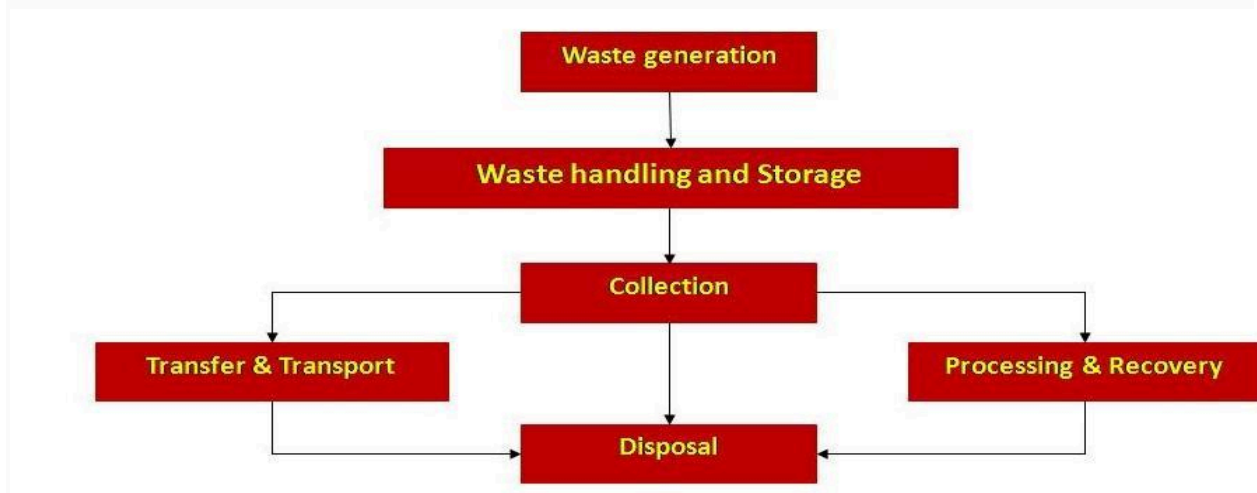 Waste generation
Waste handling and Storage
Collection
Transfer & Transport
Processing & Recovery
Disposal